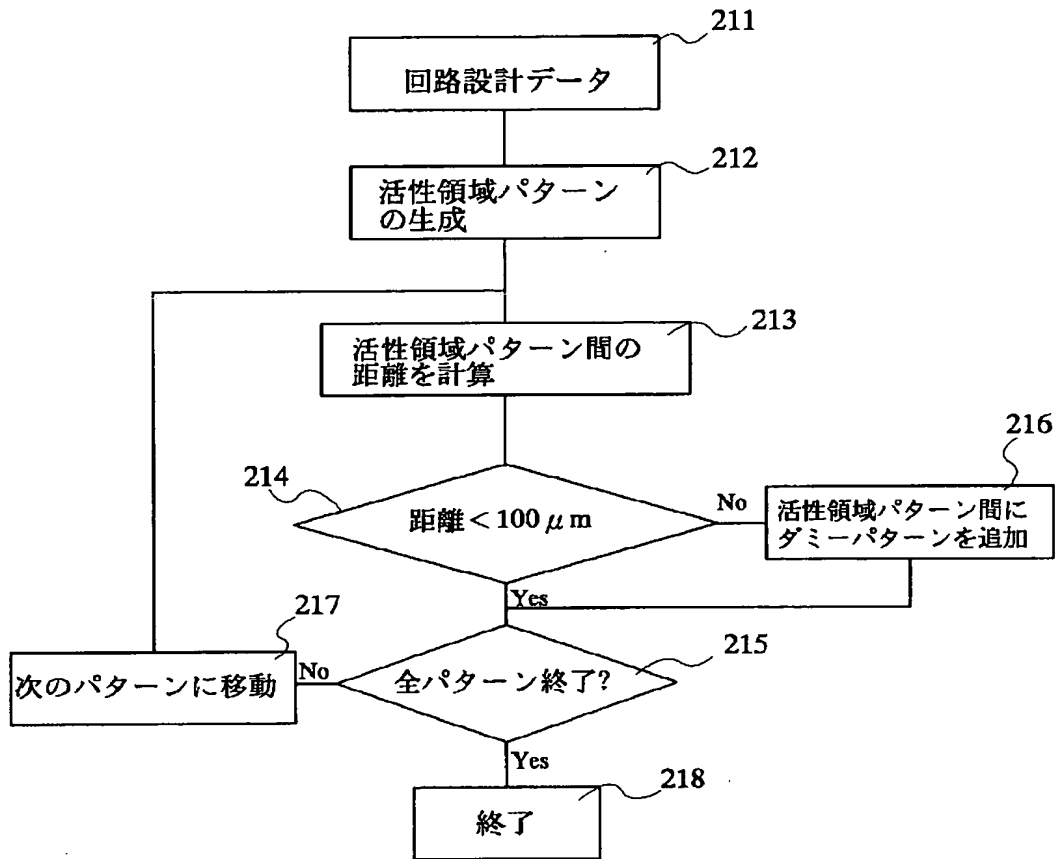 211
回路設計データ
212
活性領域パターン
の生成
213
活性領域パターン間の
距離を計算
214
距離<100μm
No
216
活性領域パターン間に
ダミーパターンを追加
Yes
217
次のパターンに移動
No
215
全パターン終了?
Yes
218
終了